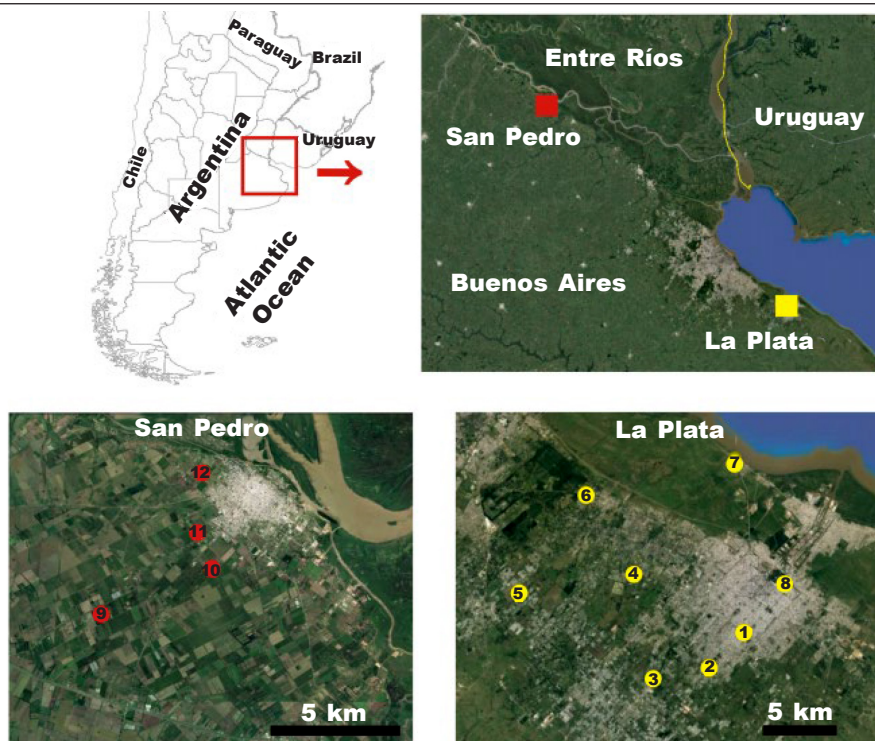 Paraguay
Brazil
Uruguay
Chile
Argentina
Atlantic
Ocean
Entre Ríos
San Pedro
Uruguay
Buenos Aires
La Plata
San Pedro
12
11
10
9
5 km
La Plata
7
6
4
5
8
1
2
3
5 km